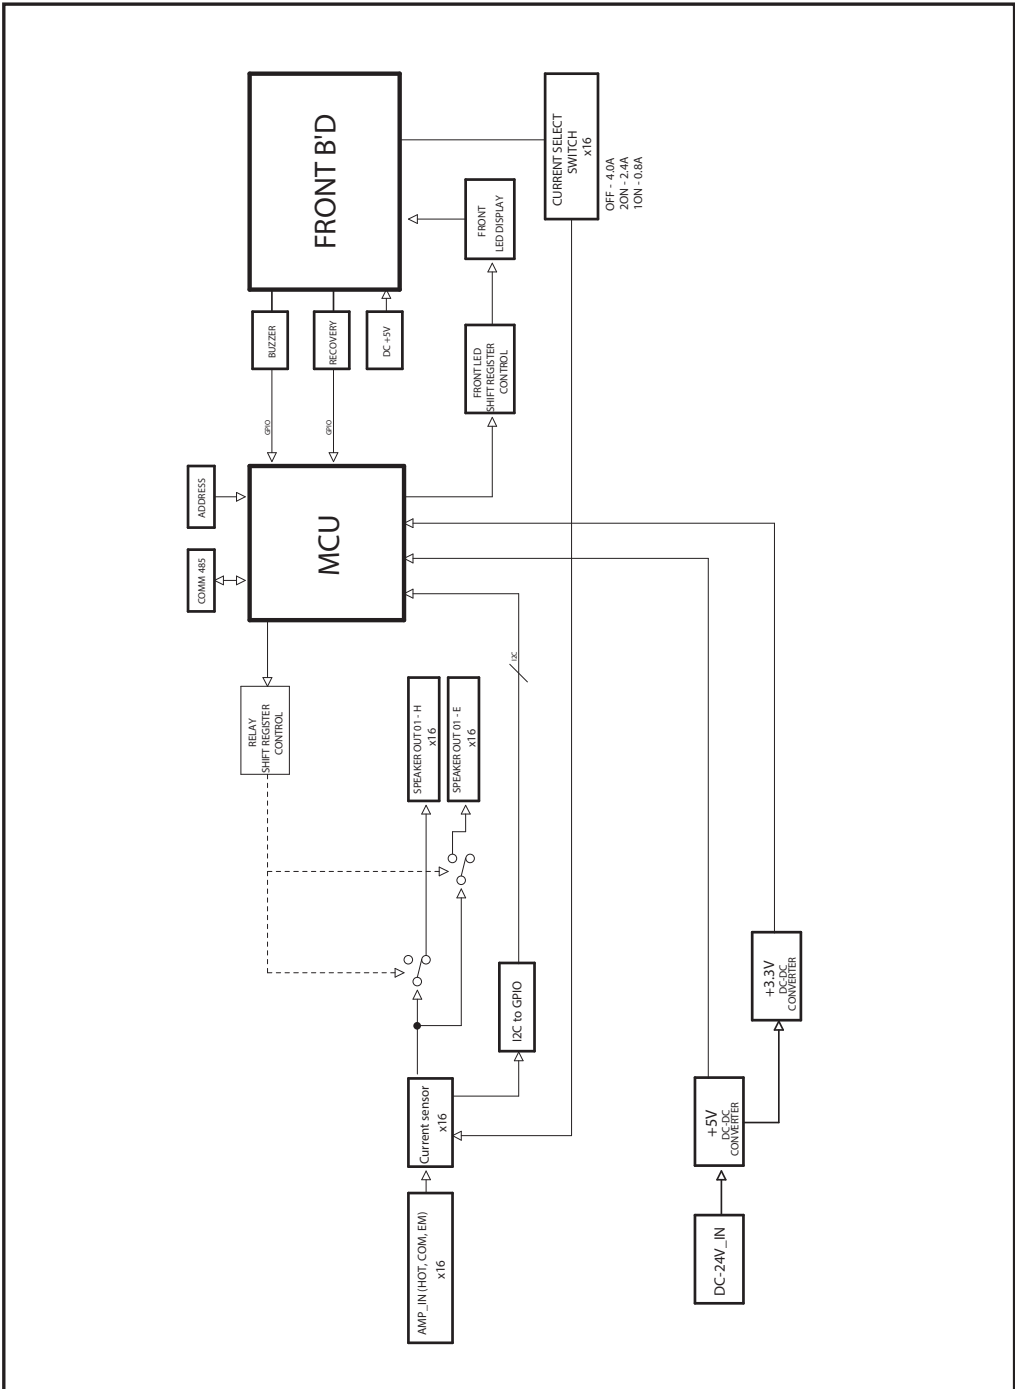 FRONT B'D
CURRENT SELECT
SWITCH
x16
OFF - 4.0A
2ON - 2.4A
1ON - 0.8A
FRONT
LED DISPLAY
BUZZER
RECOVERY
DC +5V
FRONT LED
SHIFT REGISTER
CONTROL
GPIO
GPIO
ADDRESS
COMM 485
MCU
RELAY
SHIFT REGISTER
CONTROL
I2C
SPEAKER OUT 01 - H
x16
SPEAKER OUT 01 - E
x16
I2C to GPIO
+3.3V
DC-DC
CONVERTER
Current sensor
x16
+5V
DC-DC
CONVERTER
AMP_IN (HOT, COM, EM)
x16
DC-24V_IN